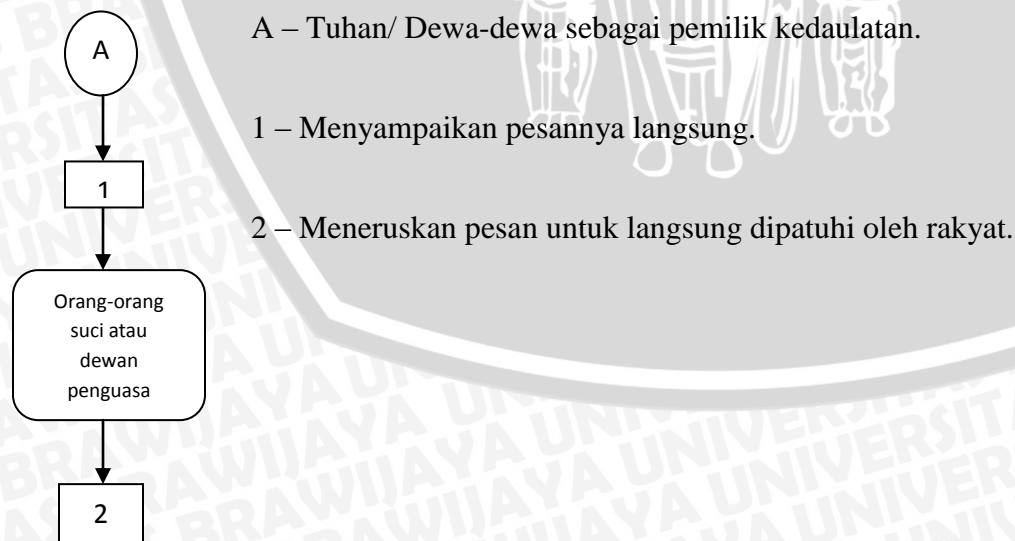 A
A – Tuhan/ Dewa-dewa sebagai pemilik kedaulatan.
1 – Menyampaikan pesannya langsung.
1
2 – Meneruskan pesan untuk langsung dipatuhi oleh rakyat.
Orang-orang
suci atau
dewan
penguasa
2